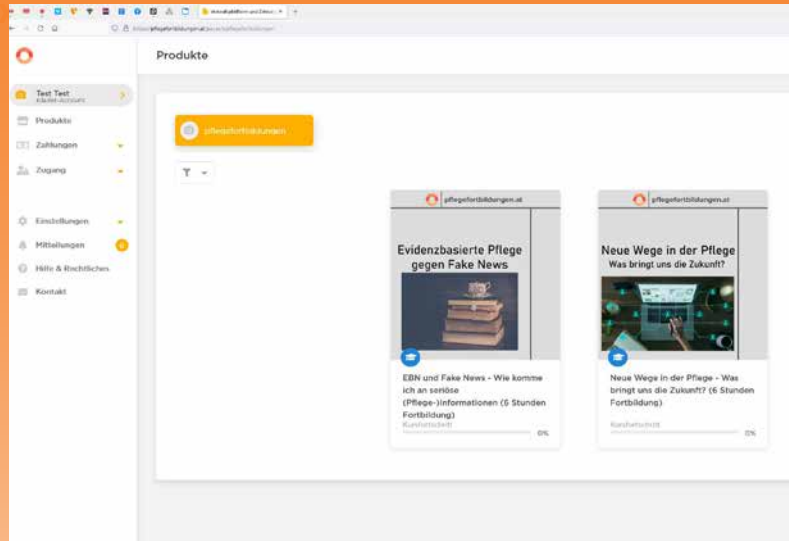 Produkte
Test Test
Produkte
Zahlungen
Zugang
Einstellungen
Mitteilungen
Hilfe & Rechtliches
Kontakt
pflegefortbildungen
pflegefortbildungen.at
Evidenzbasierte Pflege
gegen Fake News
EBN und Fake News - Wie komme
ich an seriöse
(Pflege-)Informationen (6 Stunden
Fortbildung)
Kursfortschritt
0%
pflegefortbildungen.at
Neue Wege in der Pflege
Was bringt uns die Zukunft?
Neue Wege in der Pflege - Was
bringt uns die Zukunft? (6 Stunden
Fortbildung)
Kursfortschritt
0%